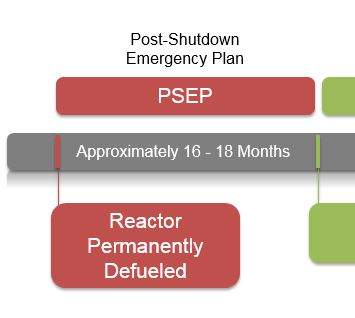 Post-Shutdown
Emergency Plan
PSEP
Approximately 16 - 18 Months
Reactor
Permanently
Defueled